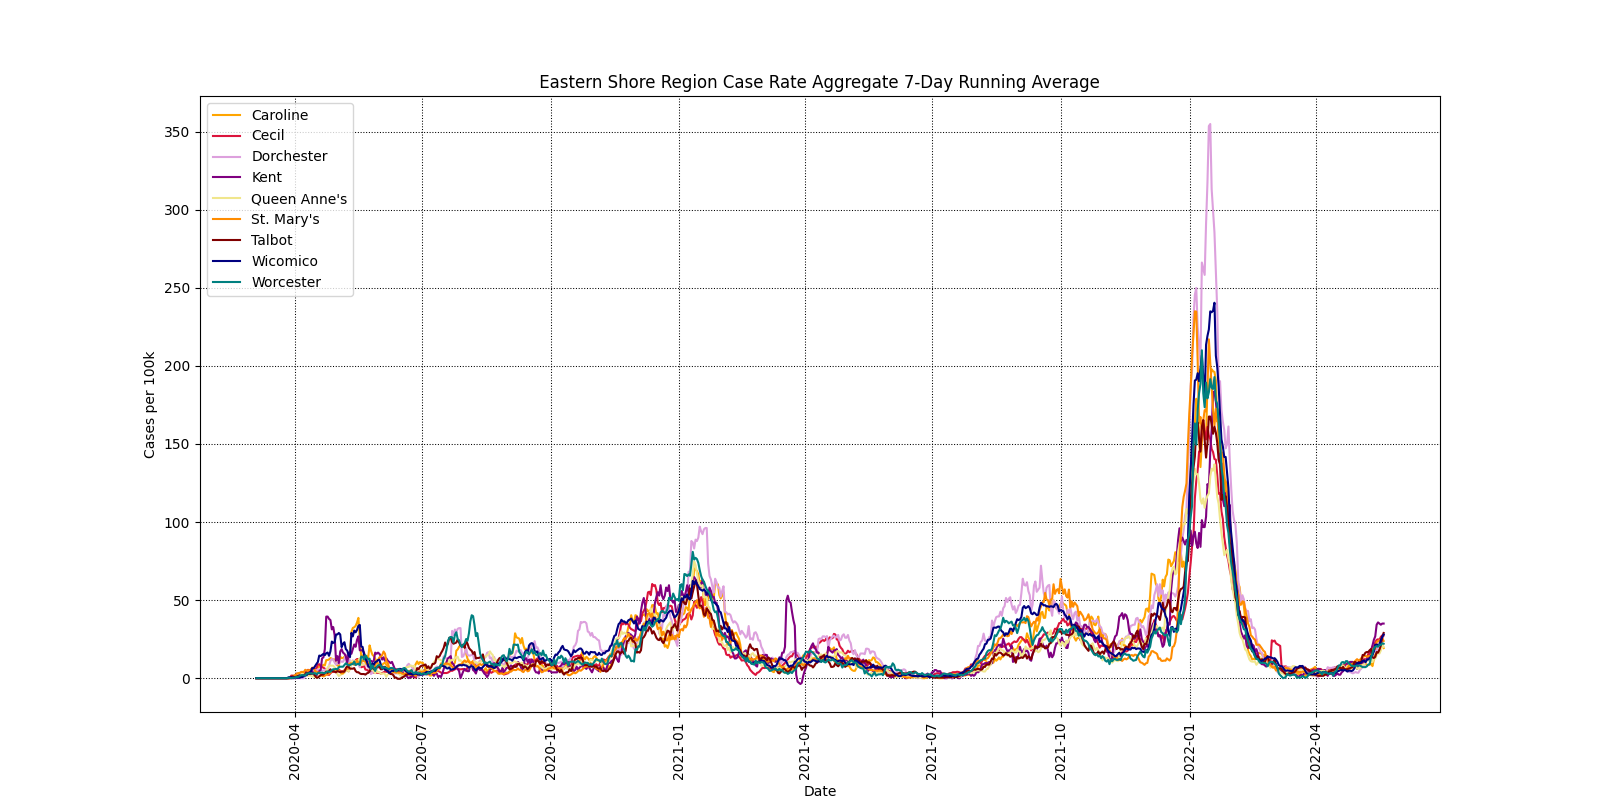 Eastern Shore Region Case Rate Aggregate 7-Day Running Average
Caroline
Cecil
Dorchester
Kent
Queen Anne's
St. Mary's
Talbot
Wicomico
Worcester
Cases per 100k
350
300
250
200
150
100
50
0
2020-04
2020-07
2020-10
2021-01
2021-04
2021-07
2021-10
2022-01
2022-04
Date